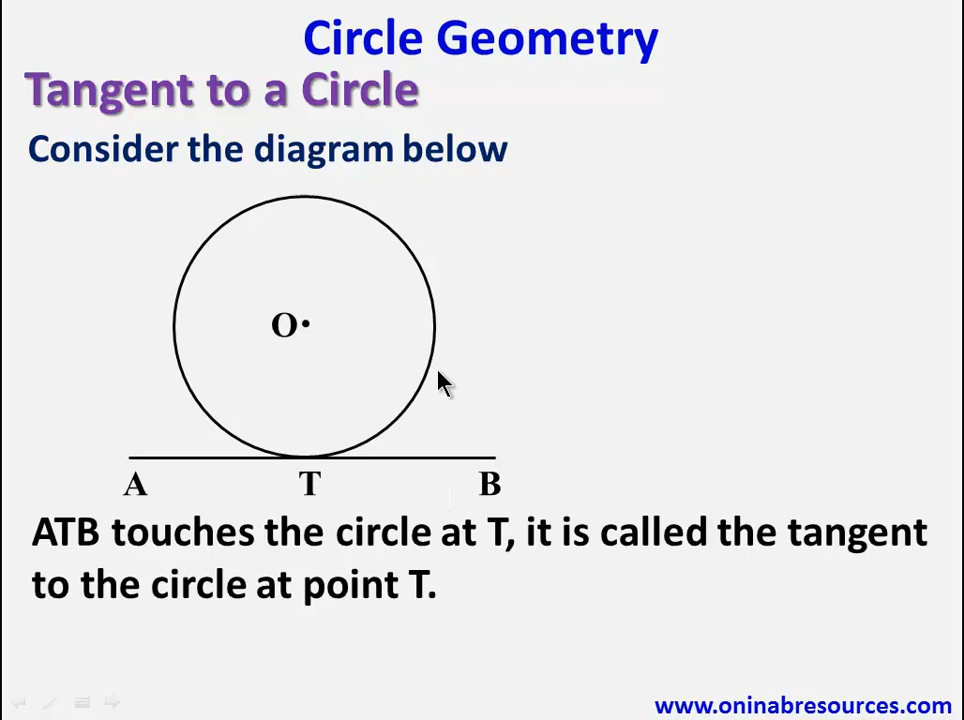 Circle Geometry
Tangent to a Circle
Consider the diagram below
O
A T B
ATB touches the circle at T, it is called the tangent
to the circle at point T.
www.oninabresources.com